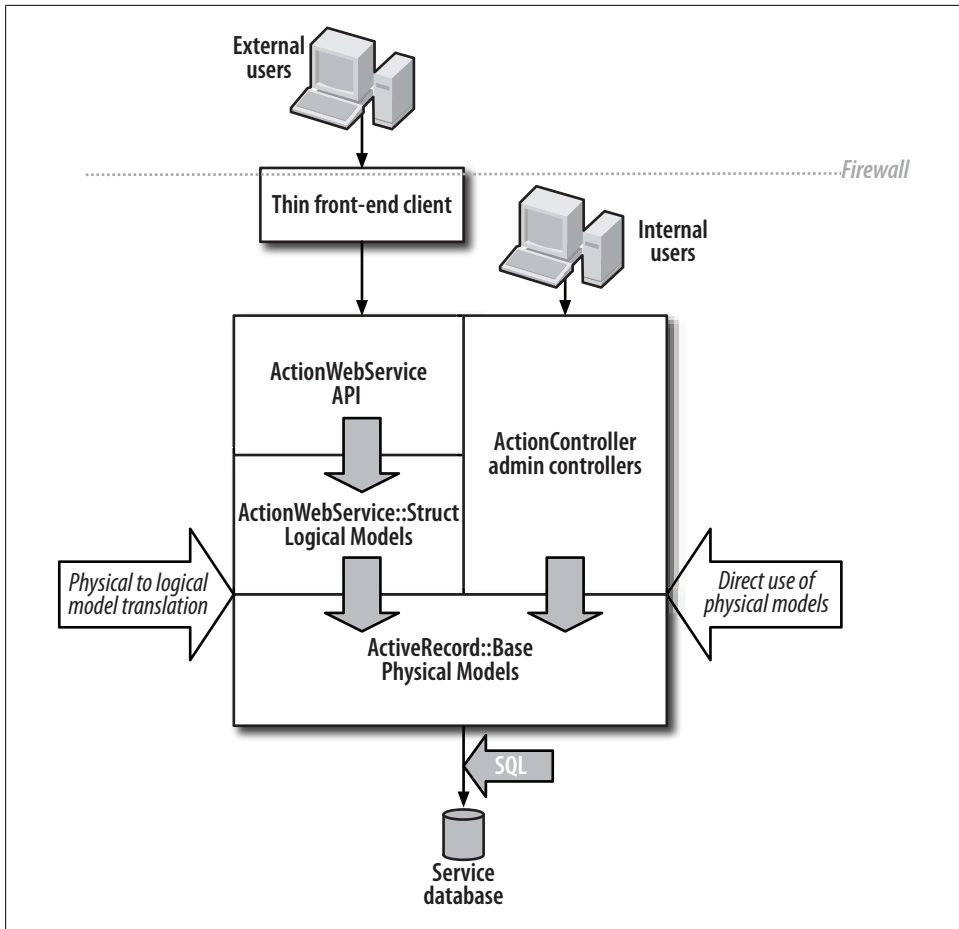 External
users
Firewall
Thin front-end client
Internal
users
ActionWebService
API
ActionController
admin controllers
ActionWebService::Struct
Logical Models
Physical to logical
model translation
Direct use of
physical models
ActiveRecord::Base
Physical Models
SQL
Service
database